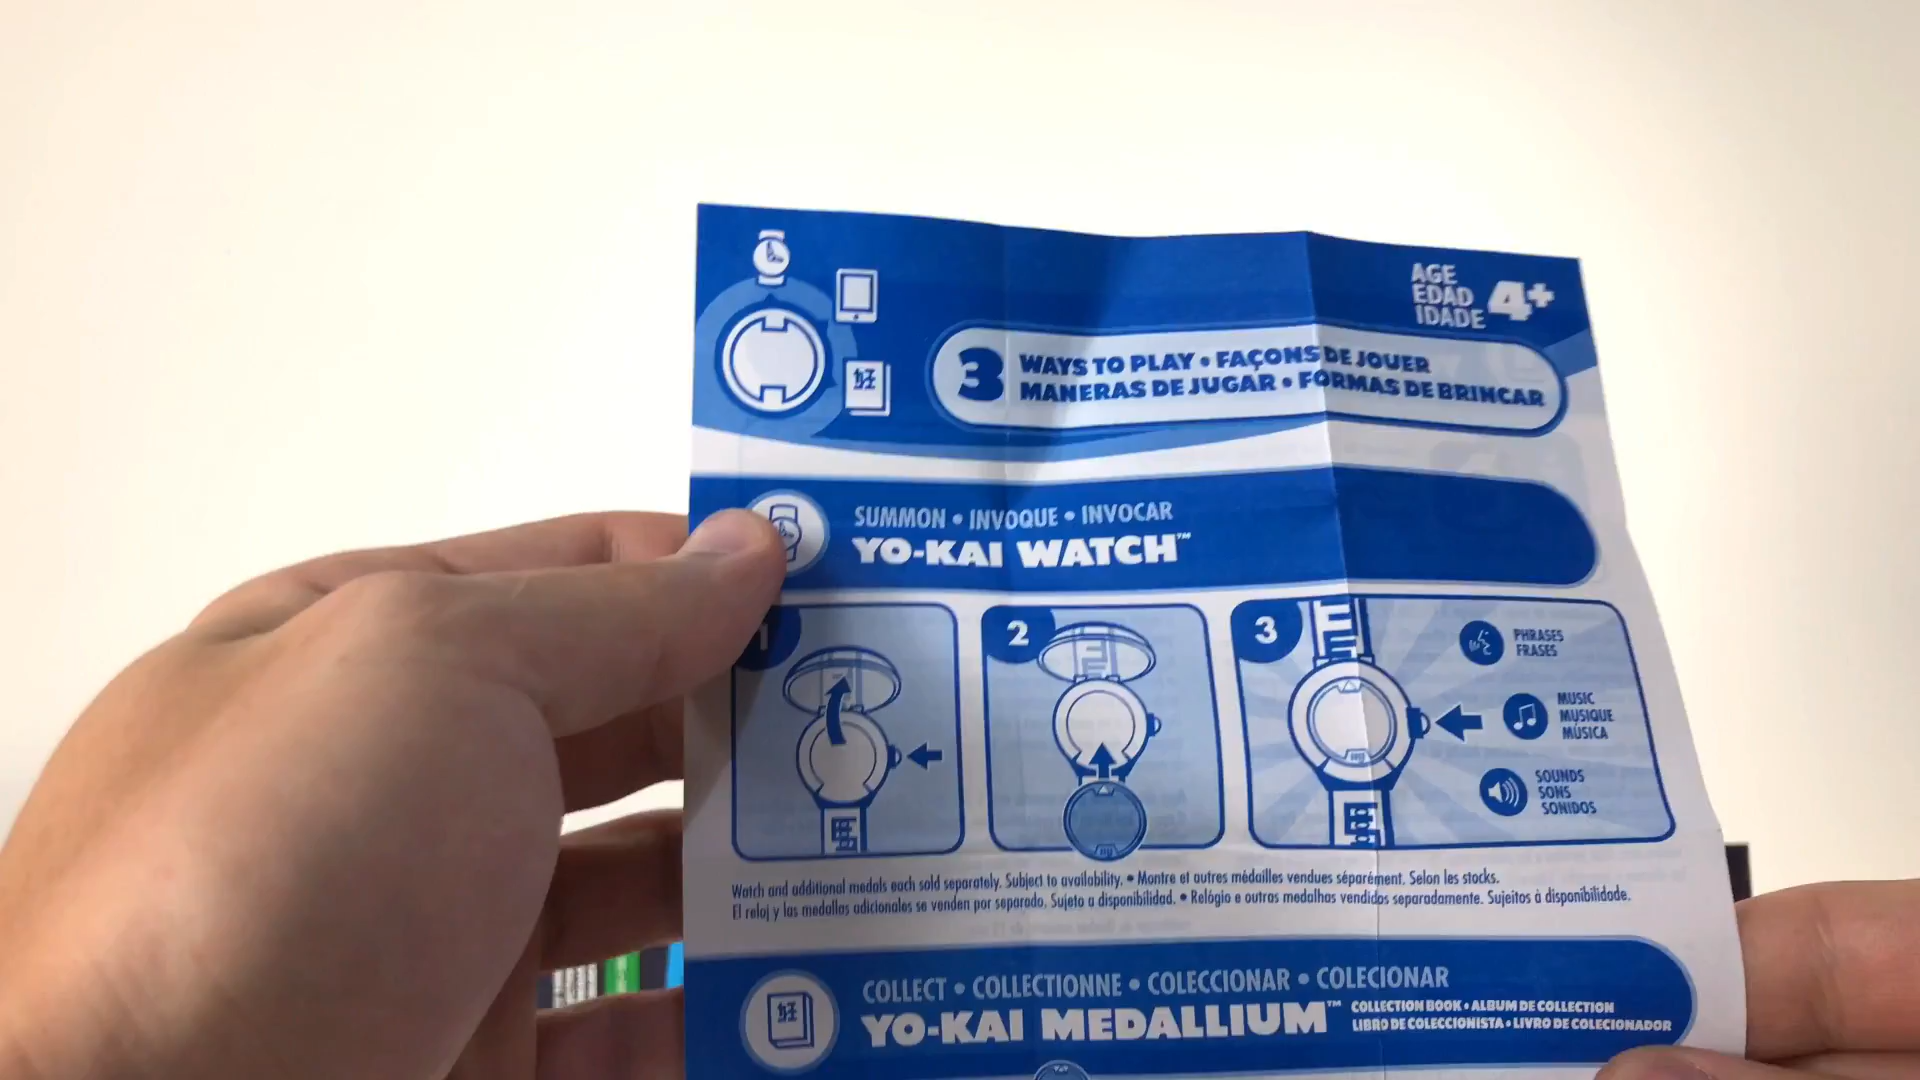 AGE
EDAD
IDADE
4+
3
WAYS TO PLAY • FAÇONS DE JOUER
MANERAS DE JUGAR • FORMAS DE BRINCAR
SUMMON • INVOQUE • INVOCAR
YO-KAI WATCH™
1
2
3
PHRASES
FRASES
MUSIC
MUSIQUE
MÚSICA
SOUNDS
SONS
SONIDOS
Watch and additional medals each sold separately. Subject to availability. • Montre et autres médailles vendues séparément. Selon les stocks.
El reloj y las medallas adicionales se venden por separado. Sujeto a disponibilidad. • Relógio e outras medalhas vendidos separadamente. Sujeitos à disponibilidade.
COLLECT • COLLECTIONNE • COLECCIONAR • COLECIONAR
YO-KAI MEDALLIUM™
COLLECTION BOOK • ALBUM DE COLLECTION
LIBRO DE COLECCIONISTA • LIVRO DE COLECIONADOR